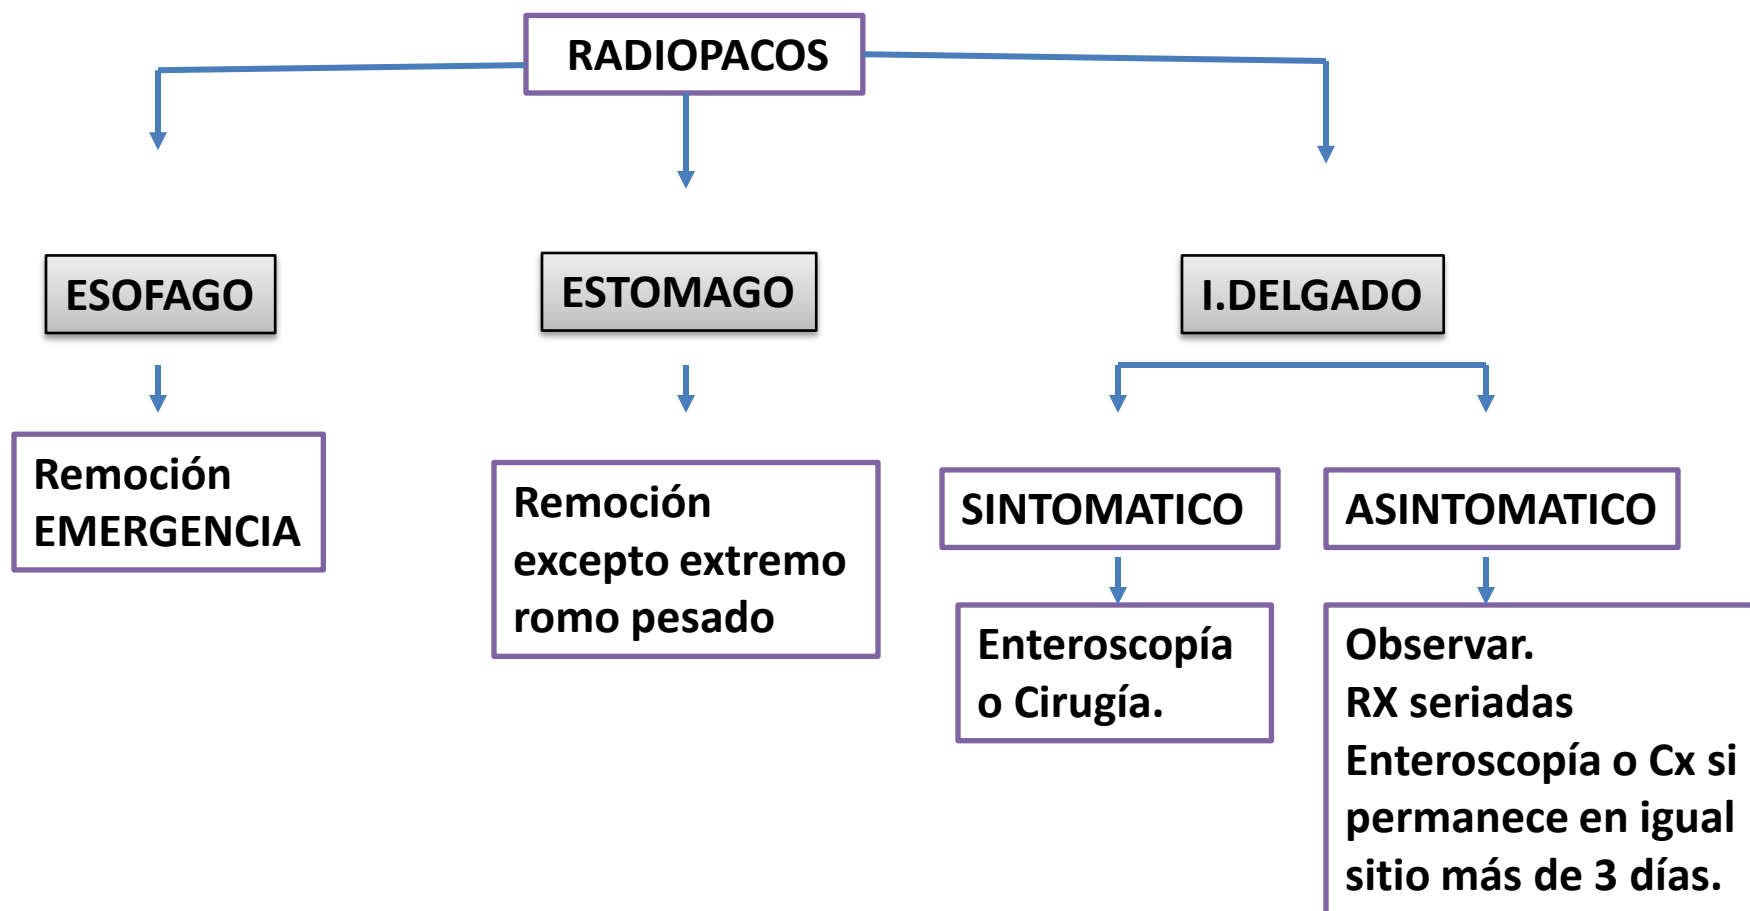 RADIOPACOS
ESOFAGO
ESTOMAGO
I.DELGADO
Remoción
EMERGENCIA
Remoción
excepto extremo
romo pesado
SINTOMATICO
ASINTOMATICO
Enteroscopía
o Cirugía.
Observar.
RX seriadas
Enteroscopía o Cx si
permanece en igual
sitio más de 3 días.